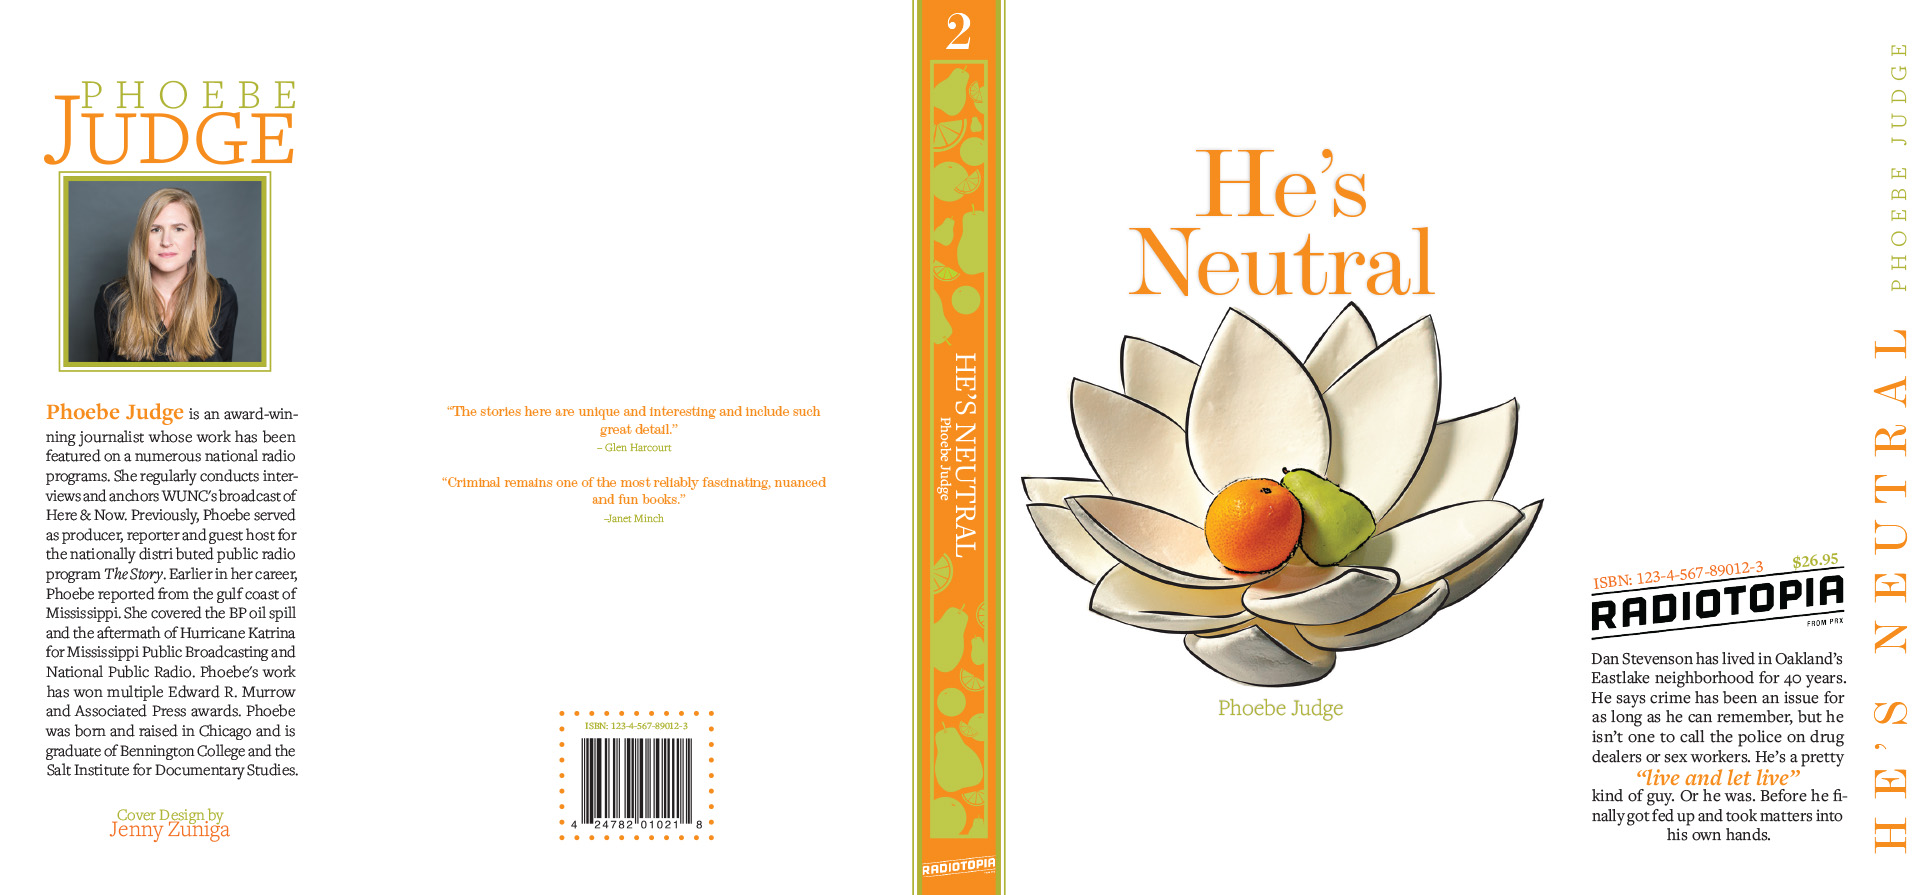 PHOEBE
JUDGE
Phoebe Judge is an award-win-
ning journalist whose work has been
featured on a numerous national radio
programs. She regularly conducts inter-
views and anchors WUNC's broadcast of
Here & Now. Previously, Phoebe served
as producer, reporter and guest host for
the nationally distri buted public radio
program The Story. Earlier in her career,
Phoebe reported from the gulf coast of
Mississippi. She covered the BP oil spill
and the aftermath of Hurricane Katrina
for Mississippi Public Broadcasting and
National Public Radio. Phoebe's work
has won multiple Edward R. Murrow
and Associated Press awards. Phoebe
was born and raised in Chicago and is
graduate of Bennington College and the
Salt Institute for Documentary Studies.
Cover Design by
Jenny Zuniga
“The stories here are unique and interesting and include such
great detail.”
– Glen Harcourt
“Criminal remains one of the most reliably fascinating, nuanced
and fun books.”
–Janet Minch
ISBN: 123-4-567-89012-3
4 24782 01021 8
2
HE'S NEUTRAL
Phoebe Judge
RADIOTOPIA
He's
Neutral
Phoebe Judge
ISBN: 123-4-567-89012-3 $26.95
RADIOTOPIA
FROM PRX
Dan Stevenson has lived in Oakland's
Eastlake neighborhood for 40 years.
He says crime has been an issue for
as long as he can remember, but he
isn't one to call the police on drug
dealers or sex workers. He's a pretty
“live and let live”
kind of guy. Or he was. Before he fi-
nally got fed up and took matters into
his own hands.
HE'S NEUTRAL PHOEBE JUDGE